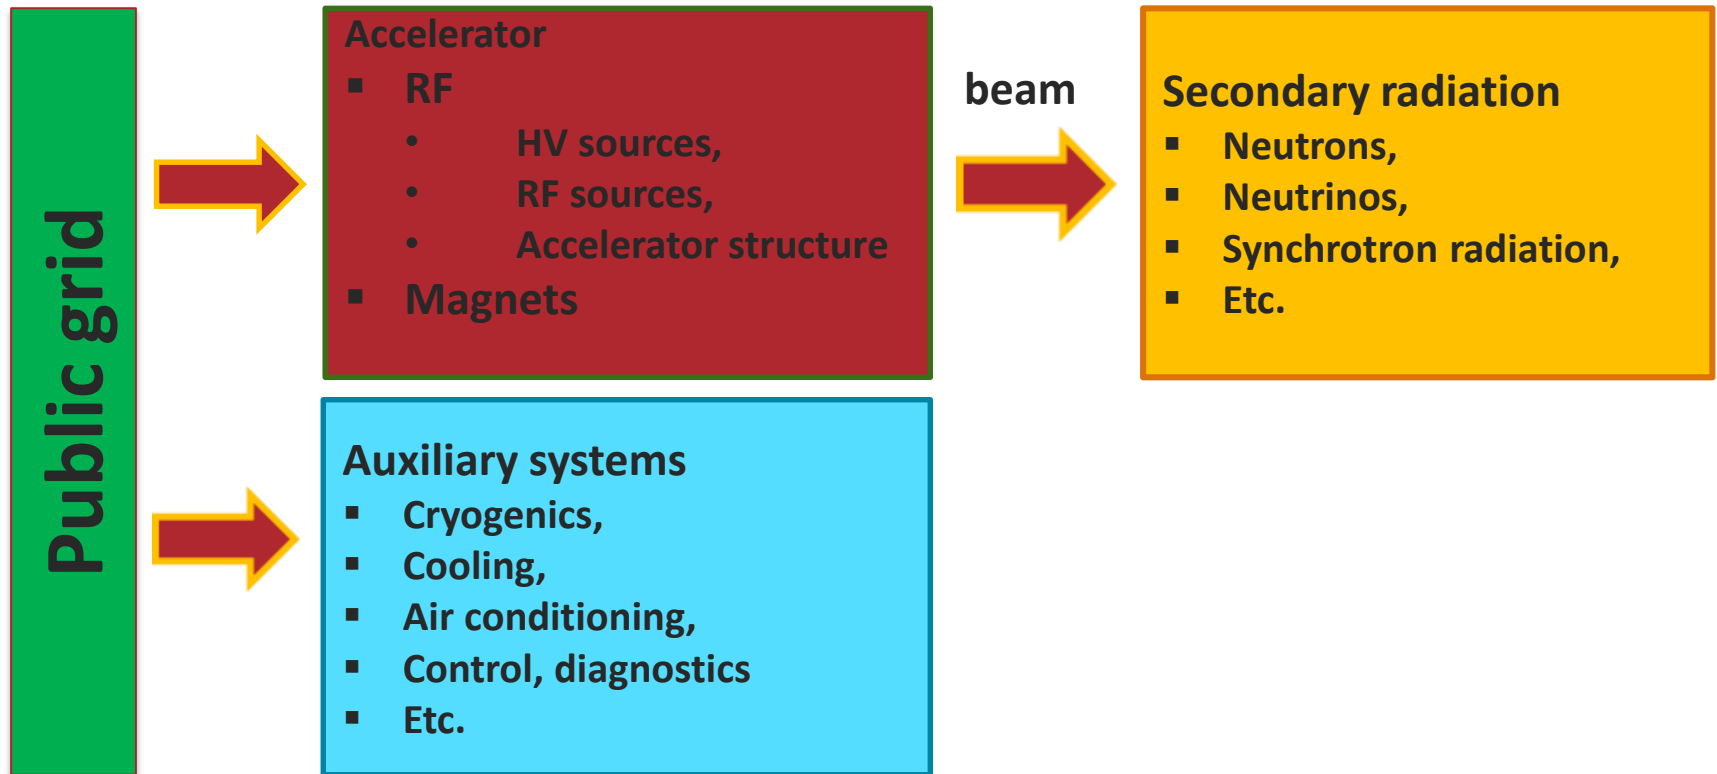 Public grid
Accelerator
▪ RF
• HV sources,
• RF sources,
• Accelerator structure
▪ Magnets
beam
Secondary radiation
▪ Neutrons,
▪ Neutrinos,
▪ Synchrotron radiation,
▪ Etc.
Auxiliary systems
▪ Cryogenics,
▪ Cooling,
▪ Air conditioning,
▪ Control, diagnostics
▪ Etc.